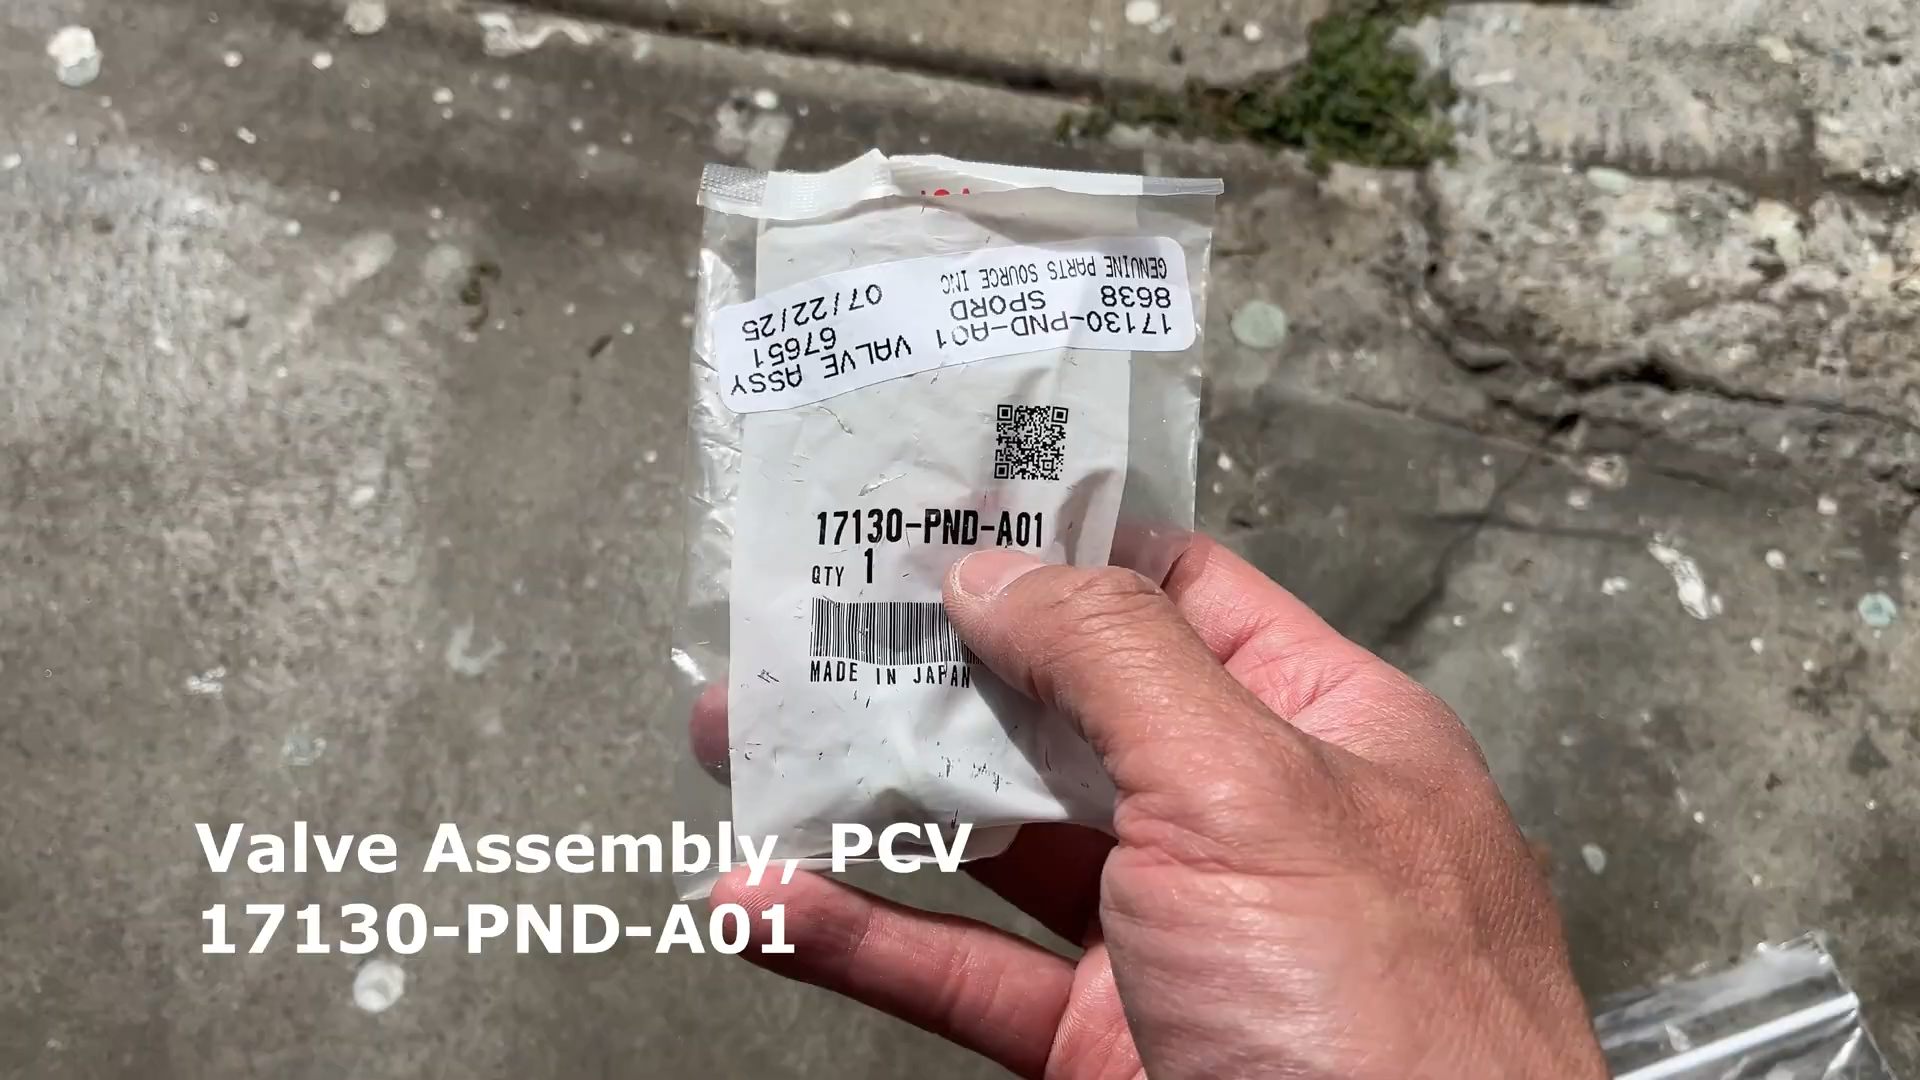 17130-PND-A01 VALVE ASSY
8638 SPORD 67651
GENUINE PARTS SOURCE INC 07/22/25
17130-PND-A01
QTY 1
MADE IN JAPAN
Valve Assembly, PCV
17130-PND-A01